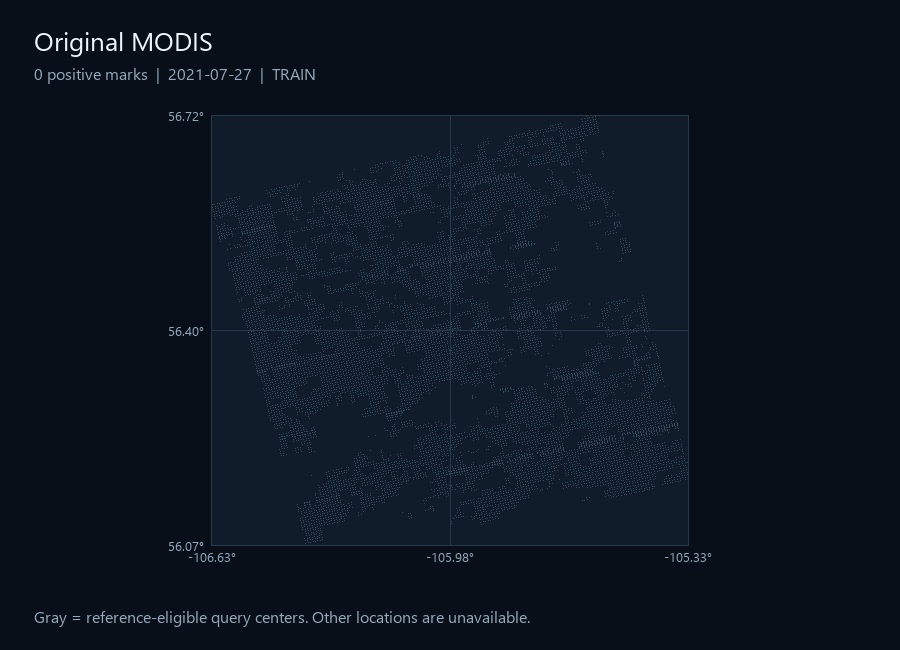 Original MODIS
0 positive marks | 2021-07-27 | TRAIN
56.72°
56.40°
56.07°
-106.63°
-105.98°
-105.33°
Gray = reference-eligible query centers. Other locations are unavailable.